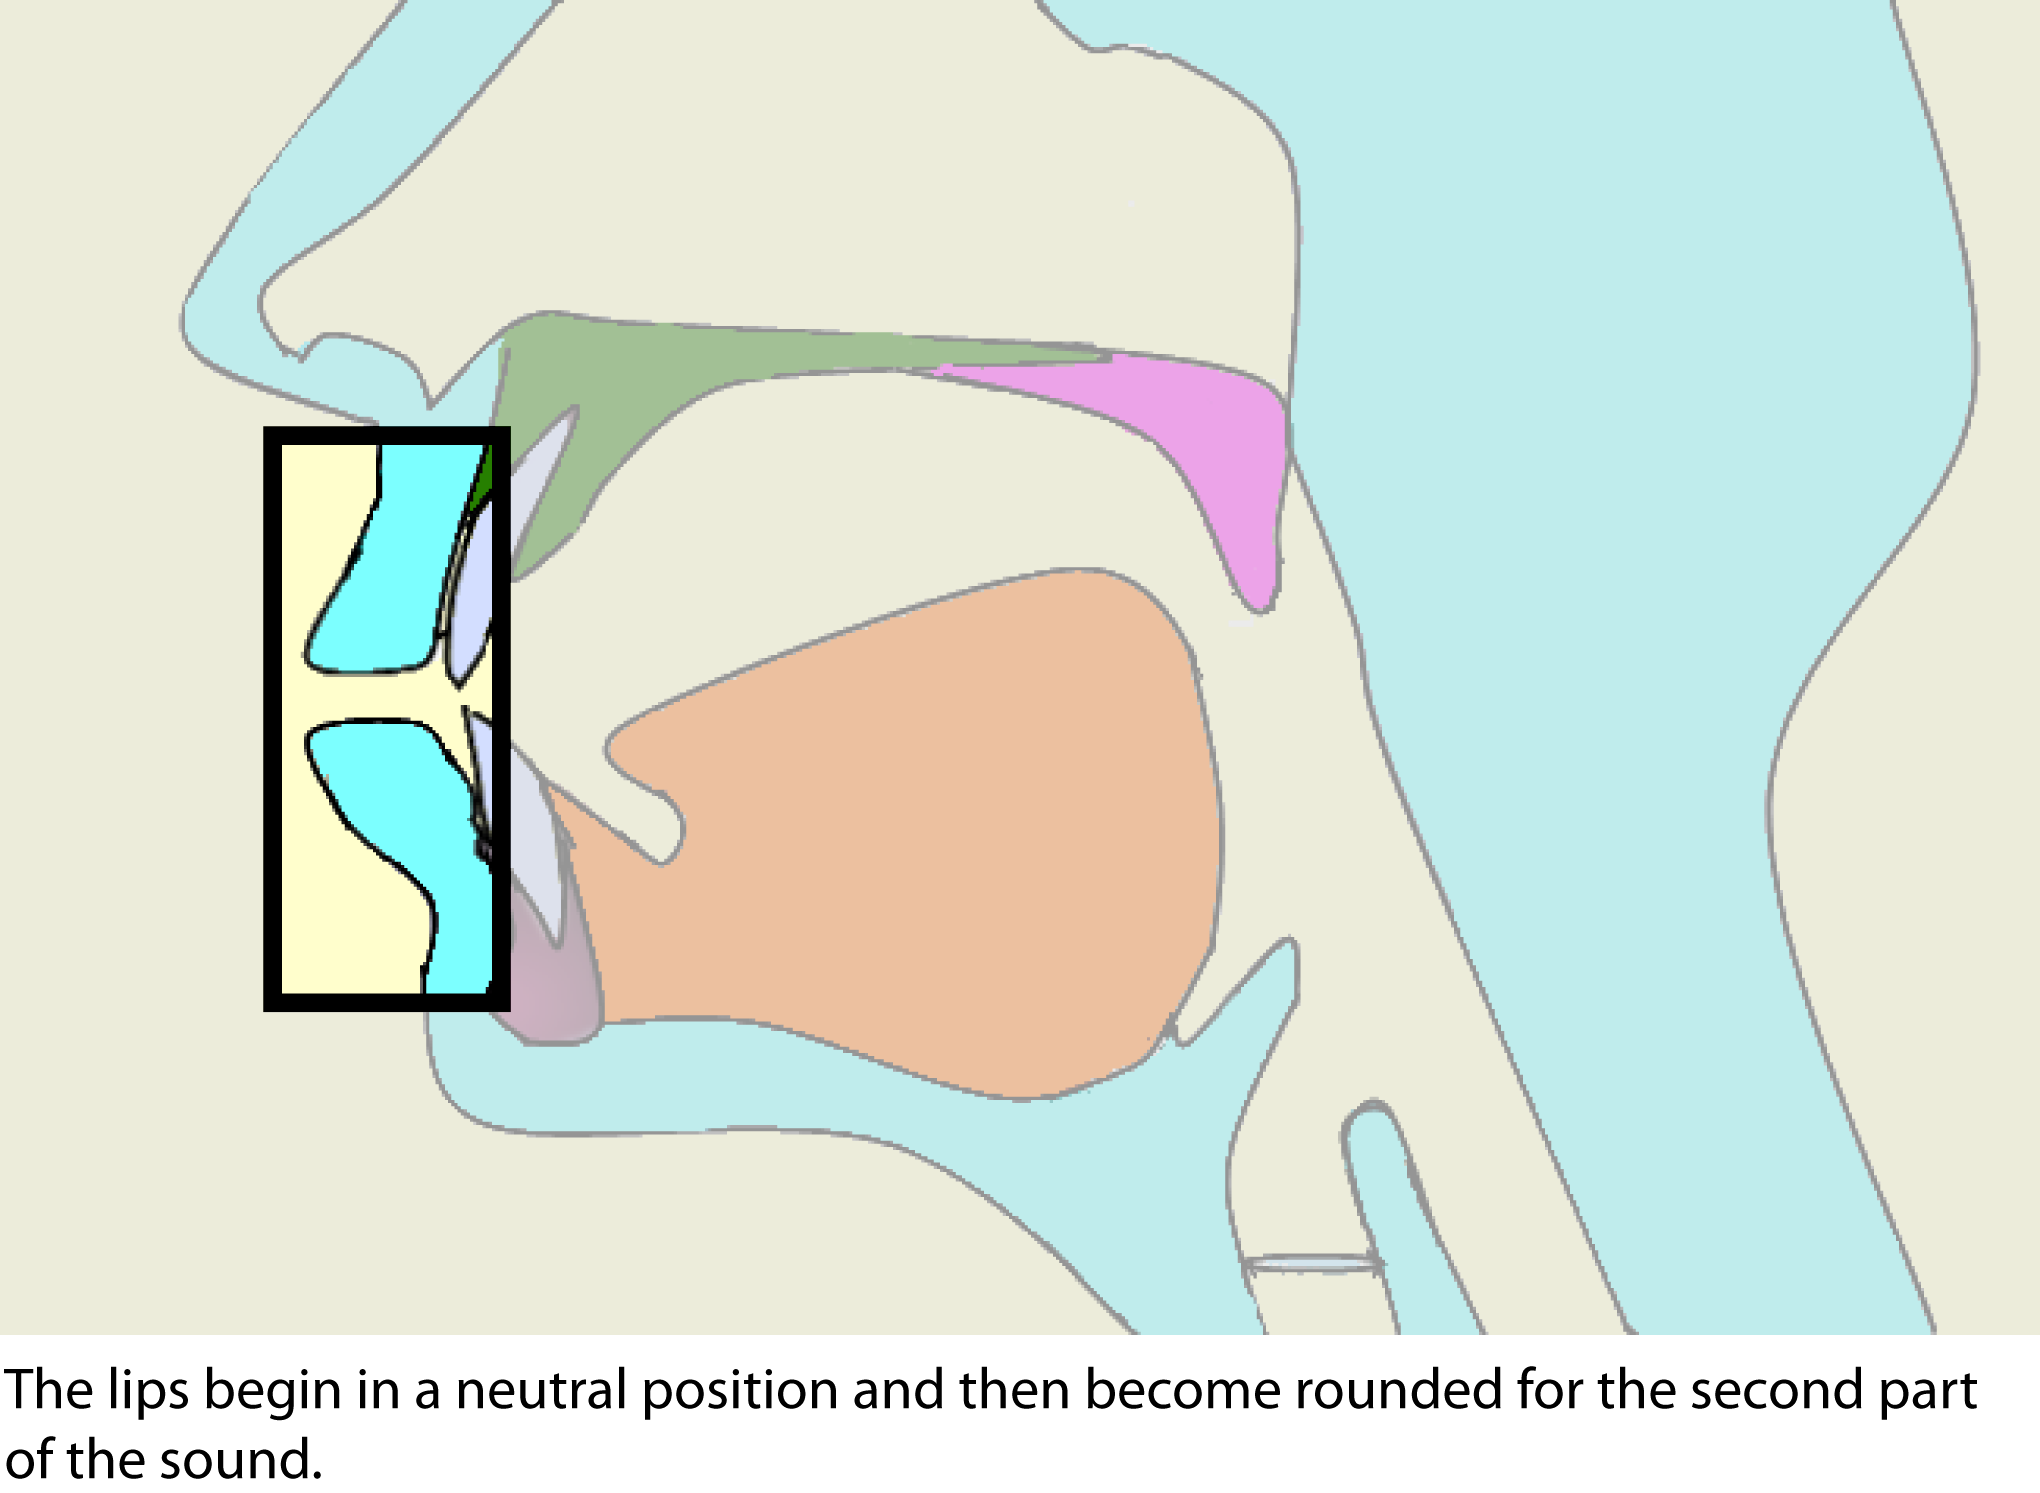 The lips begin in a neutral position and then become rounded for the second part
of the sound.